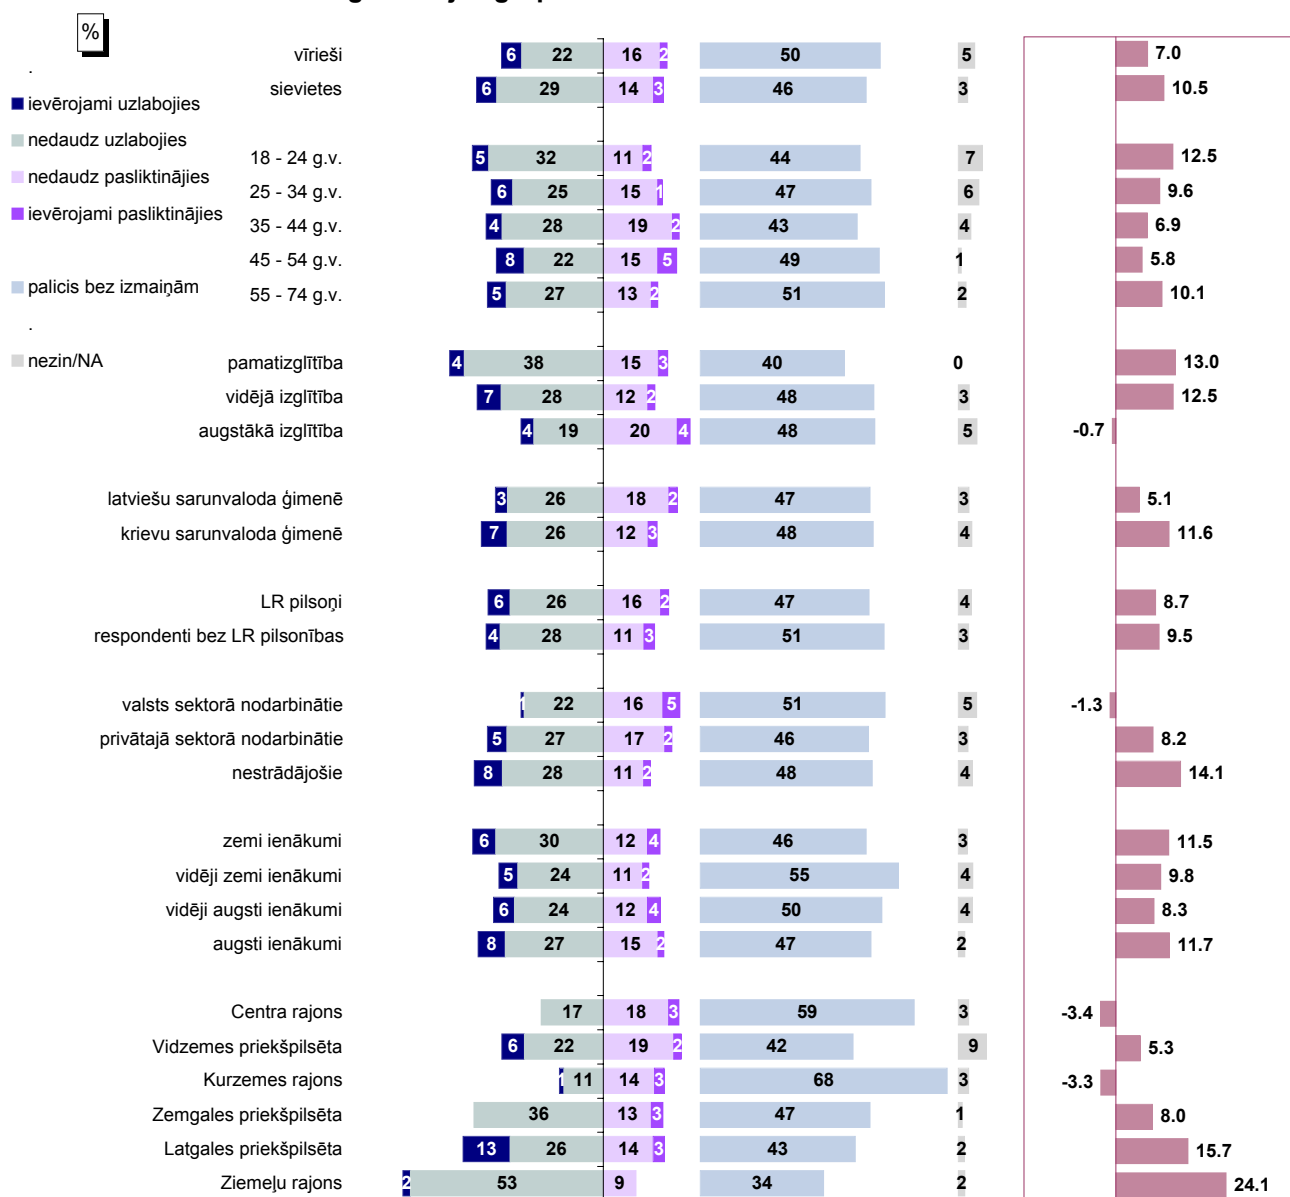 %
vīrieši 6 22 16 2 50 5 7.0
.
sievietes 6 29 14 3 46 3 10.5
ievērojami uzlabojies
nedaudz uzlabojies
18 - 24 g.v. 5 32 11 2 44 7 12.5
nedaudz pasliktinājies
25 - 34 g.v. 6 25 15 1 47 6 9.6
ievērojami pasliktinājies
35 - 44 g.v. 4 28 19 2 43 4 6.9
45 - 54 g.v. 8 22 15 5 49 1 5.8
palicis bez izmaiņām
55 - 74 g.v. 5 27 13 2 51 2 10.1
.
nezin/NA
pamatizglītība 4 38 15 3 40 0 13.0
vidējā izglītība 7 28 12 2 48 3 12.5
augstākā izglītība 4 19 20 4 48 5 -0.7
latviešu sarunvaloda ģimenē 3 26 18 2 47 3 5.1
krievu sarunvaloda ģimenē 7 26 12 3 48 4 11.6
LR pilsoņi 6 26 16 2 47 4 8.7
respondenti bez LR pilsonības 4 28 11 3 51 3 9.5
valsts sektorā nodarbinātie 1 22 16 5 51 5 -1.3
privātajā sektorā nodarbinātie 5 27 17 2 46 3 8.2
nestrādājošie 8 28 11 2 48 4 14.1
zemi ienākumi 6 30 12 4 46 3 11.5
vidēji zemi ienākumi 5 24 11 2 55 4 9.8
vidēji augsti ienākumi 6 24 12 4 50 4 8.3
augsti ienākumi 8 27 15 2 47 2 11.7
Centra rajons 17 18 3 59 3 -3.4
Vidzemes priekšpilsēta 6 22 19 2 42 9 5.3
Kurzemes rajons 1 11 14 3 68 3 -3.3
Zemgales priekšpilsēta 36 13 3 47 1 8.0
Latgales priekšpilsēta 13 26 14 3 43 2 15.7
Ziemeļu rajons 2 53 9 34 2 24.1